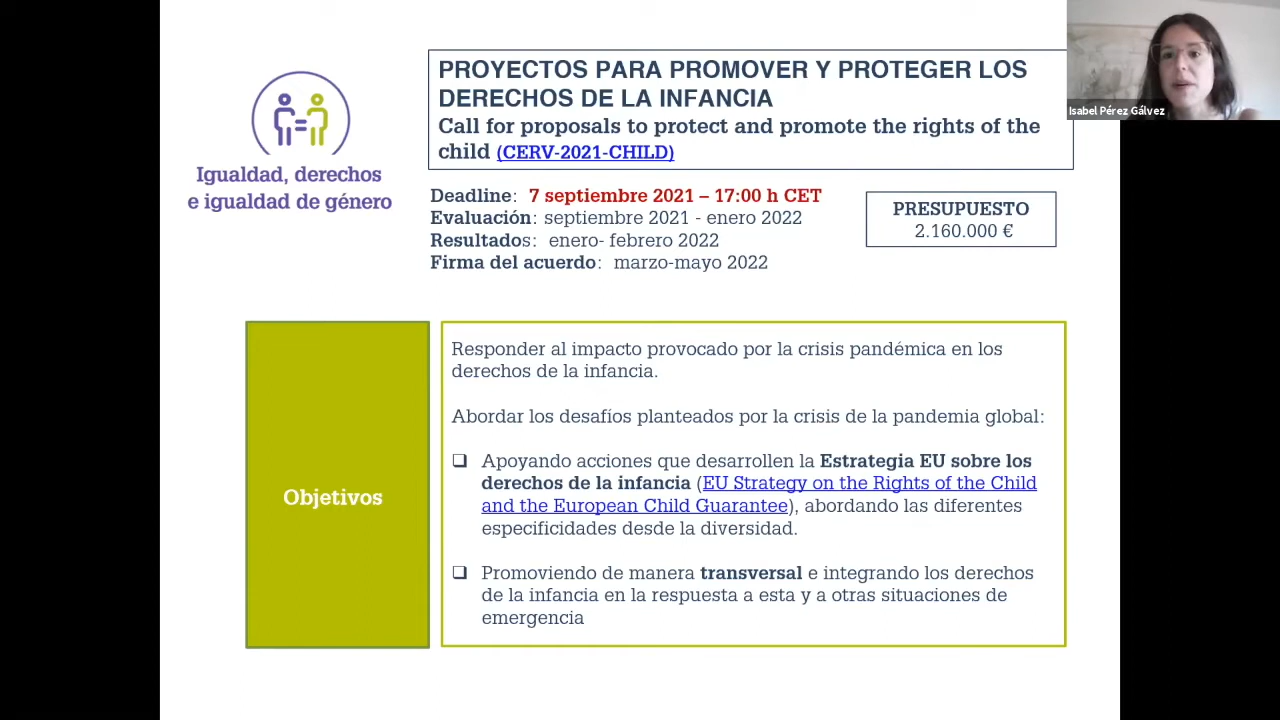 PROYECTOS PARA PROMOVER Y PROTEGER LOS
DERECHOS DE LA INFANCIA
Call for proposals to protect and promote the rights of the
child (CERV-2021-CHILD)
Isabel Pérez Gálvez
Igualdad, derechos
e igualdad de género
Deadline: 7 septiembre 2021 – 17:00 h CET
Evaluación: septiembre 2021 - enero 2022
Resultados: enero- febrero 2022
Firma del acuerdo: marzo-mayo 2022
PRESUPUESTO
2.160.000 €
Objetivos
Responder al impacto provocado por la crisis pandémica en los
derechos de la infancia.
Abordar los desafíos planteados por la crisis de la pandemia global:
❑ Apoyando acciones que desarrollen la Estrategia EU sobre los
derechos de la infancia (EU Strategy on the Rights of the Child
and the European Child Guarantee), abordando las diferentes
especificidades desde la diversidad.
❑ Promoviendo de manera transversal e integrando los derechos
de la infancia en la respuesta a esta y a otras situaciones de
emergencia